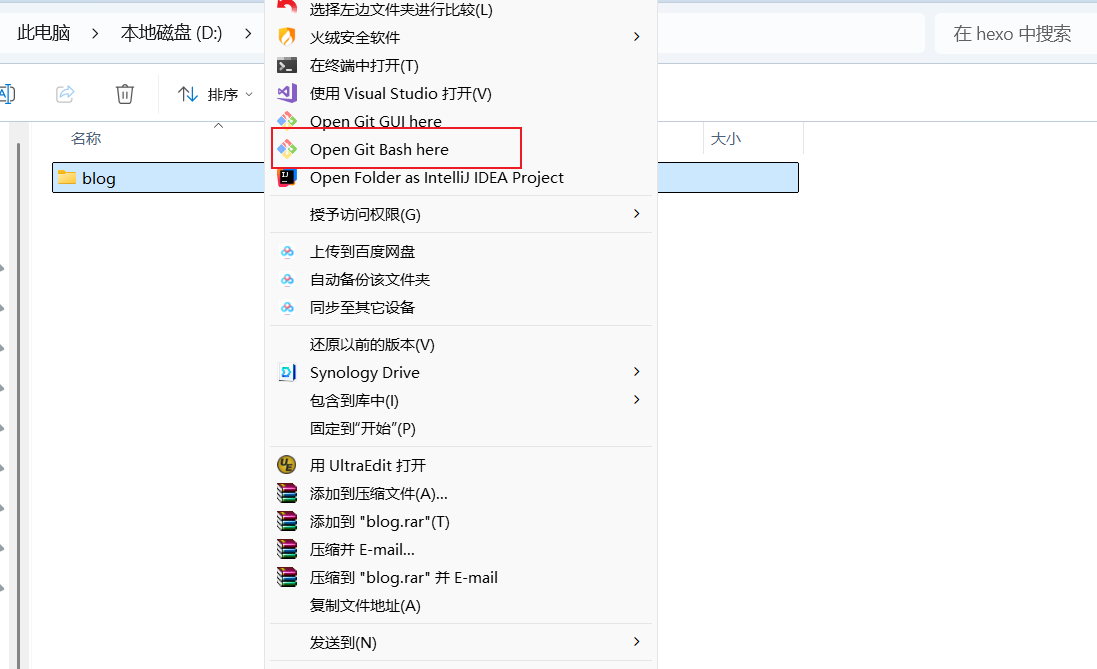 此电脑 > 本地磁盘 (D:) >
在 hexo 中搜索
排序
名称
大小
blog
选择左边文件夹进行比较(L)
火绒安全软件
在终端中打开(T)
使用 Visual Studio 打开(V)
Open Git GUI here
Open Git Bash here
Open Folder as IntelliJ IDEA Project
授予访问权限(G)
上传到百度网盘
自动备份该文件夹
同步至其它设备
还原以前的版本(V)
Synology Drive
包含到库中(I)
固定到“开始”(P)
用 UltraEdit 打开
添加到压缩文件(A)...
添加到 "blog.rar"(T)
压缩并 E-mail...
压缩到 "blog.rar" 并 E-mail
复制文件地址(A)
发送到(N)